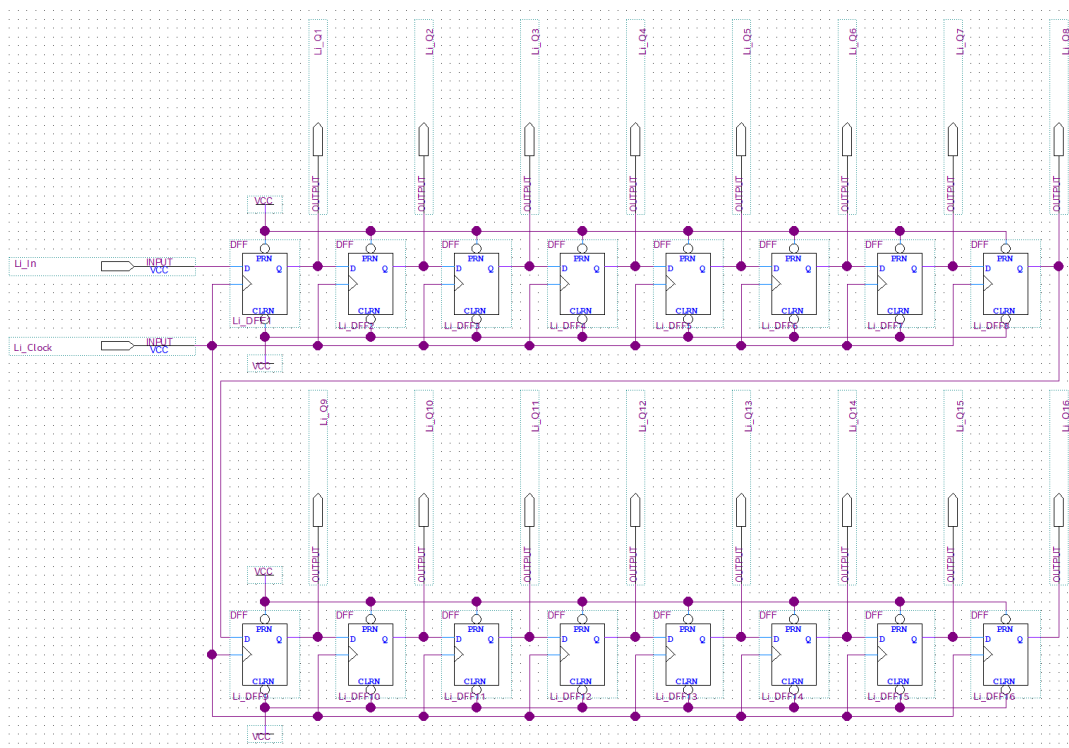 Li_Q1 Li_Q2 Li_Q3 Li_Q4 Li_Q5 Li_Q6 Li_Q7 Li_Q8
OUTPUT OUTPUT OUTPUT OUTPUT OUTPUT OUTPUT OUTPUT OUTPUT
VCC
DFF DFF DFF DFF DFF DFF DFF DFF
PRN PRN PRN PRN PRN PRN PRN PRN
Li_In INPUT
VCC
D Q D Q D Q D Q D Q D Q D Q D Q
CLRN CLRN CLRN CLRN CLRN CLRN CLRN CLRN
Li_DFF1 Li_DFF2 Li_DFF3 Li_DFF4 Li_DFF5 Li_DFF6 Li_DFF7 Li_DFF8
Li_Clock INPUT
VCC
VCC
Li_Q9 Li_Q10 Li_Q11 Li_Q12 Li_Q13 Li_Q14 Li_Q15 Li_Q16
OUTPUT OUTPUT OUTPUT OUTPUT OUTPUT OUTPUT OUTPUT OUTPUT
VCC
DFF DFF DFF DFF DFF DFF DFF DFF
PRN PRN PRN PRN PRN PRN PRN PRN
D Q D Q D Q D Q D Q D Q D Q D Q
CLRN CLRN CLRN CLRN CLRN CLRN CLRN CLRN
Li_DFF9 Li_DFF10 Li_DFF11 Li_DFF12 Li_DFF13 Li_DFF14 Li_DFF15 Li_DFF16
VCC